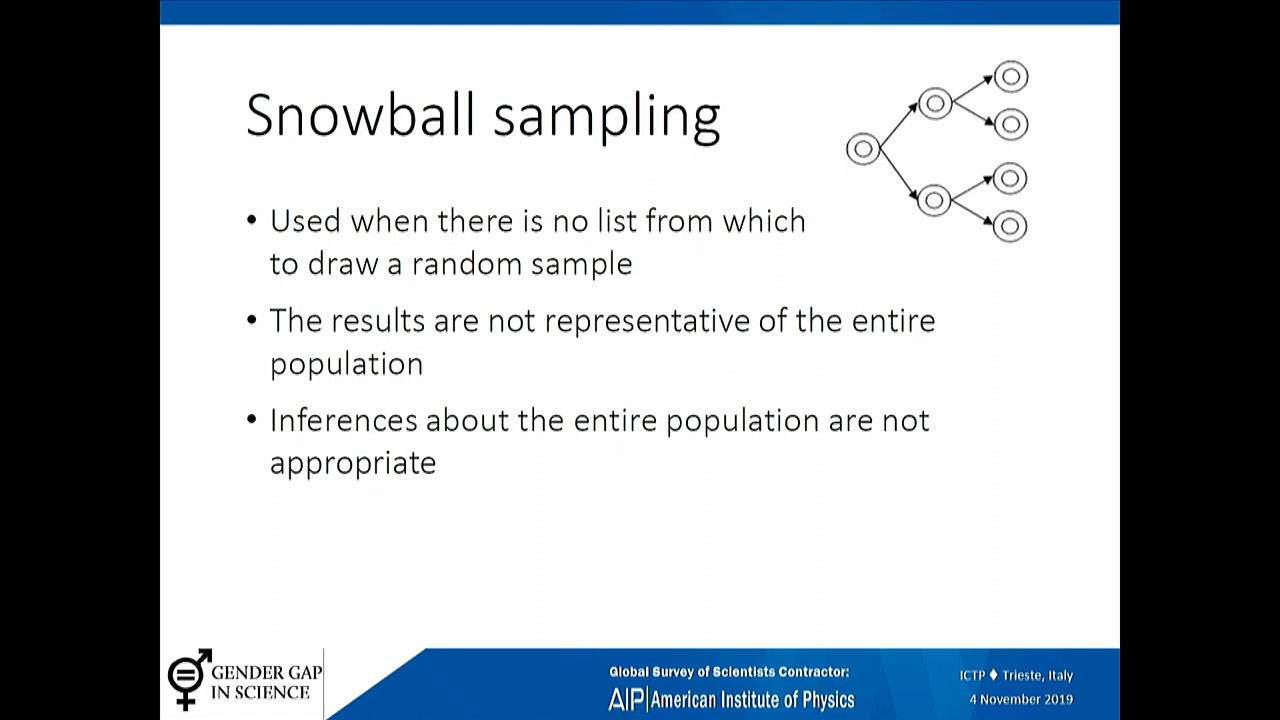 Snowball sampling
• Used when there is no list from which
to draw a random sample
• The results are not representative of the entire
population
• Inferences about the entire population are not
appropriate
GENDER GAP
IN SCIENCE
Global Survey of Scientists Contractor:
AIP|American Institute of Physics
ICTP ♦ Trieste, Italy
4 November 2019